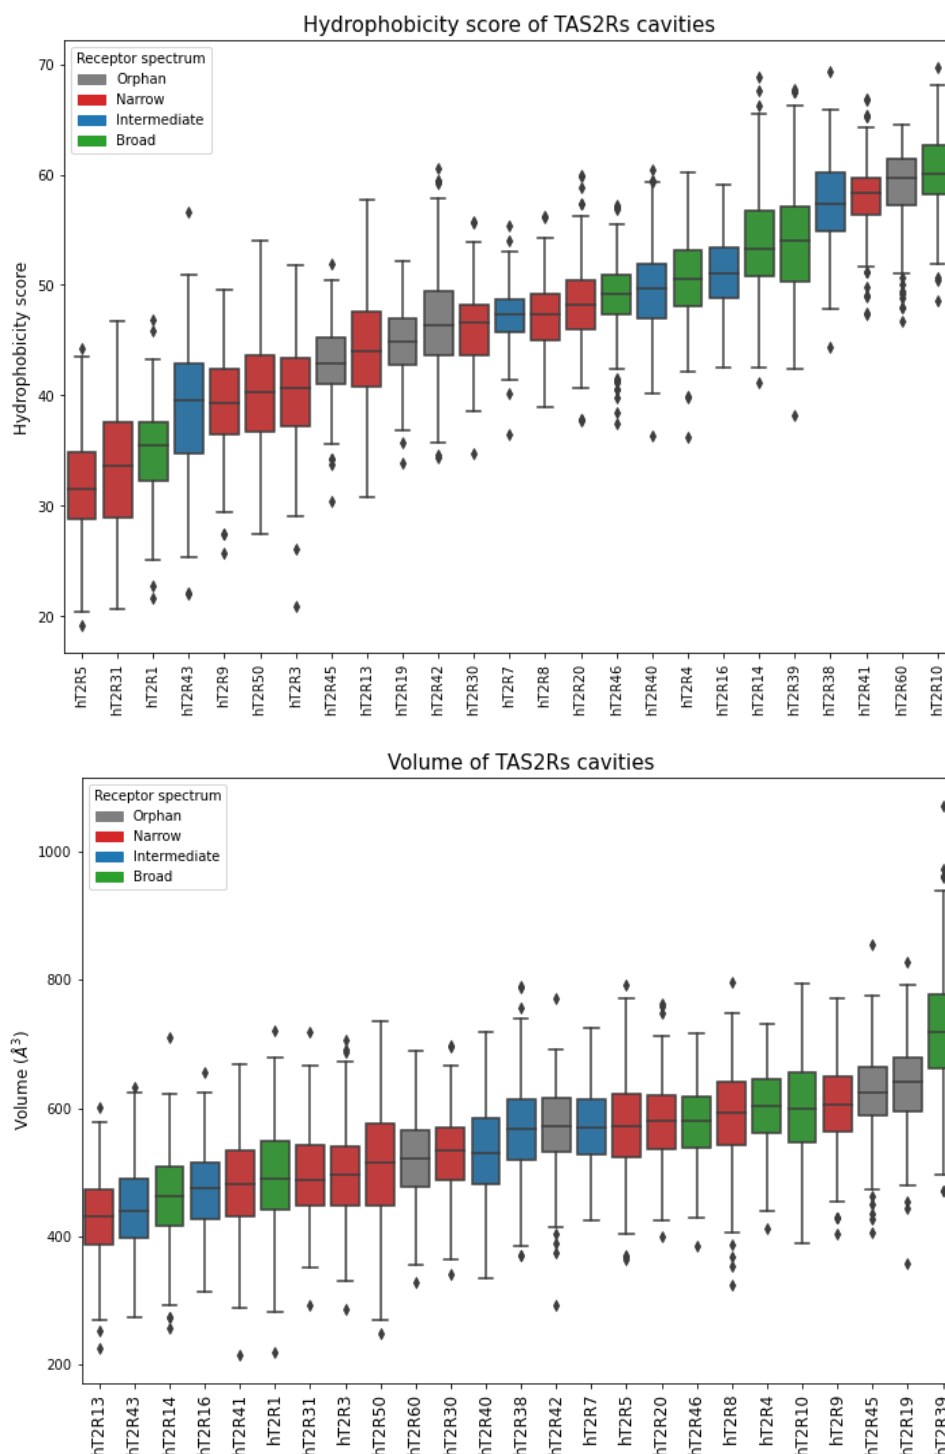 Hydrophobicity score of TAS2Rs cavities
Receptor spectrum
Orphan
Narrow
Intermediate
Broad
70
60
50
40
30
20
Hydrophobicity score
hT2R5 hT2R31 hT2R1 hT2R43 hT2R9 hT2R50 hT2R3 hT2R45 hT2R13 hT2R19 hT2R42 hT2R30 hT2R7 hT2R8 hT2R20 hT2R46 hT2R40 hT2R4 hT2R16 hT2R14 hT2R39 hT2R38 hT2R41 hT2R60 hT2R10
Volume of TAS2Rs cavities
Receptor spectrum
Orphan
Narrow
Intermediate
Broad
1000
800
600
400
200
Volume (Å³)
hT2R13 hT2R43 hT2R14 hT2R16 hT2R41 hT2R1 hT2R31 hT2R3 hT2R50 hT2R60 hT2R30 hT2R40 hT2R38 hT2R42 hT2R7 hT2R5 hT2R20 hT2R46 hT2R8 hT2R4 hT2R10 hT2R9 hT2R45 hT2R19 hT2R39